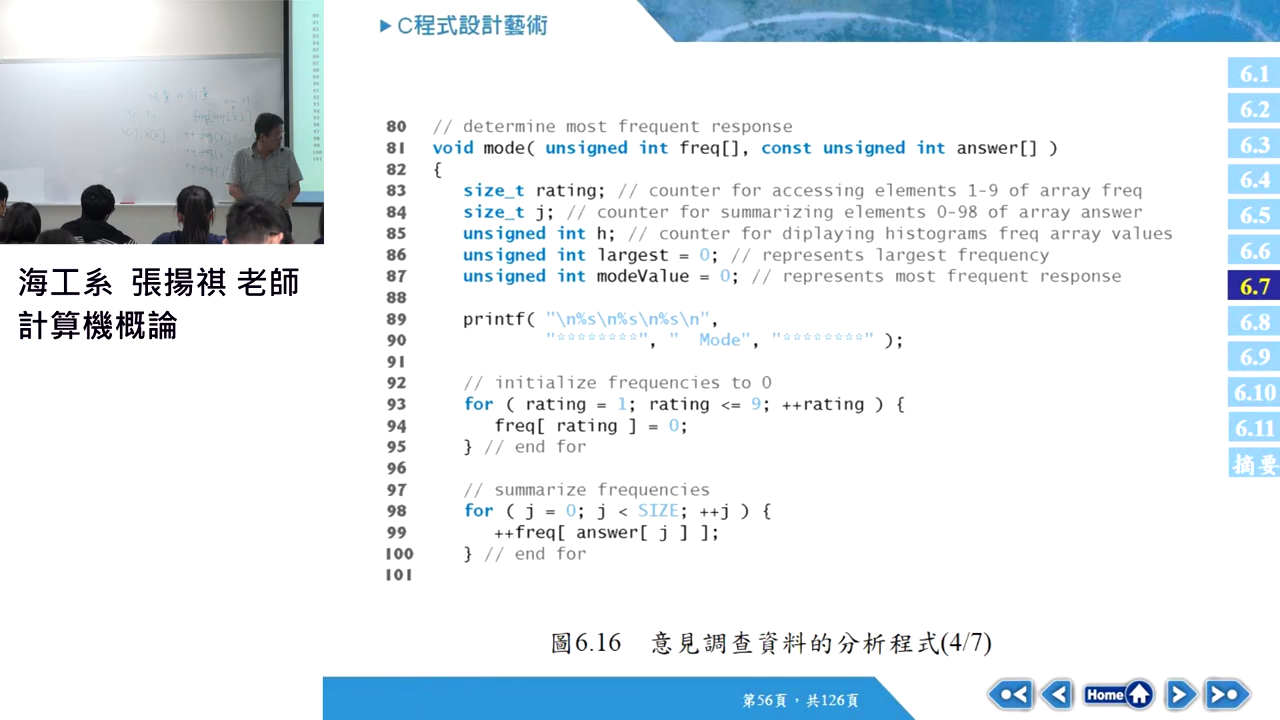 ▶C程式設計藝術
海工系 張揚祺 老師
計算機概論
80 // determine most frequent response
81 void mode( unsigned int freq[], const unsigned int answer[] )
82 {
83 size_t rating; // counter for accessing elements 1-9 of array freq
84 size_t j; // counter for summarizing elements 0-98 of array answer
85 unsigned int h; // counter for diplaying histograms freq array values
86 unsigned int largest = 0; // represents largest frequency
87 unsigned int modeValue = 0; // represents most frequent response
88
89 printf( "\n%s\n%s\n%s\n",
90 "********", "  Mode", "********" );
91
92 // initialize frequencies to 0
93 for ( rating = 1; rating <= 9; ++rating ) {
94 freq[ rating ] = 0;
95 } // end for
96
97 // summarize frequencies
98 for ( j = 0; j < SIZE; ++j ) {
99 ++freq[ answer[ j ] ];
100 } // end for
101
圖6.16 意見調查資料的分析程式(4/7)
6.1
6.2
6.3
6.4
6.5
6.6
6.7
6.8
6.9
6.10
6.11
摘要
第56頁，共126頁
Home